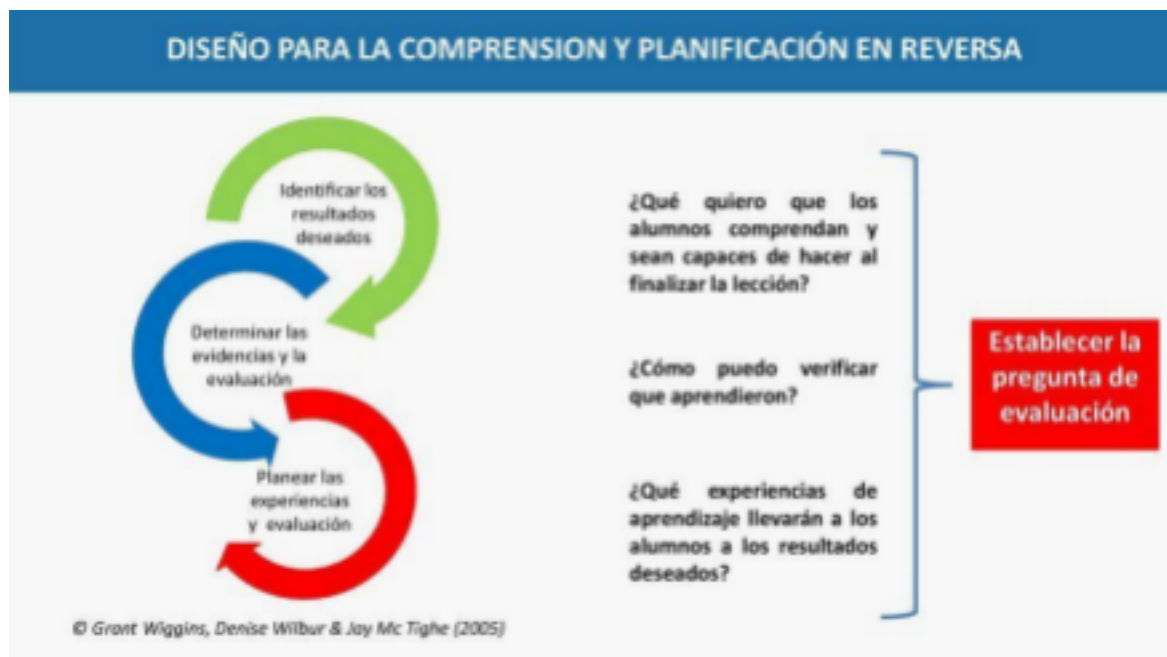 DISEÑO PARA LA COMPRENSION Y PLANIFICACIÓN EN REVERSA
Identificar los
resultados
deseados
Determinar las
evidencias y la
evaluación
Planear las
experiencias
y evaluación
¿Qué quiero que los
alumnos comprendan y
sean capaces de hacer al
finalizar la lección?
¿Cómo puedo verificar
que aprendieron?
¿Qué experiencias de
aprendizaje llevarán a los
alumnos a los resultados
deseados?
Establecer la
pregunta de
evaluación
© Grant Wiggins, Denise Wilbur & Jay Mc Tighe (2005)